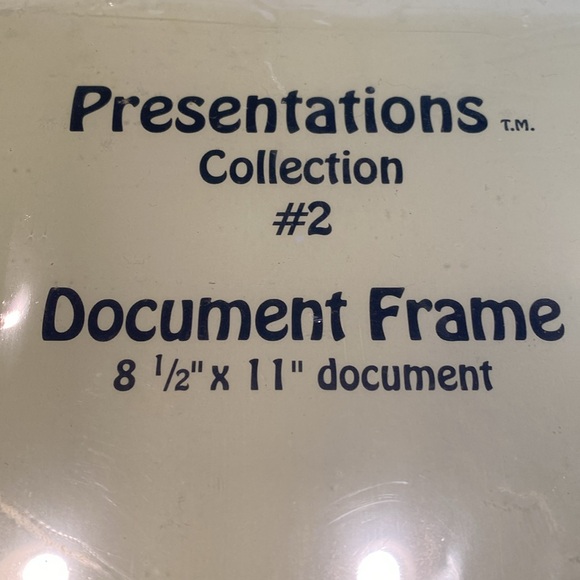 Presentations T.M.
Collection
#2
Document Frame
8 1/2" x 11" document